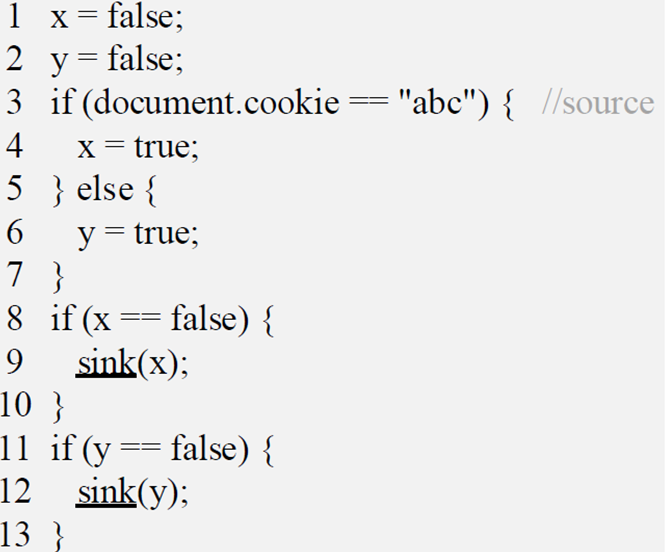 1 x = false;
2 y = false;
3 if (document.cookie == "abc") { //source
4 x = true;
5 } else {
6 y = true;
7 }
8 if (x == false) {
9 sink(x);
10 }
11 if (y == false) {
12 sink(y);
13 }